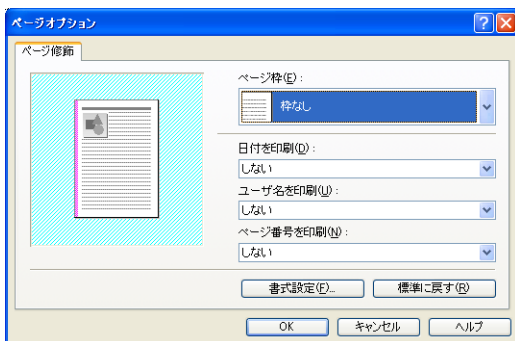 ページオプション
ページ修飾
ページ枠(E):
枠なし
日付を印刷(D):
しない
ユーザ名を印刷(U):
しない
ページ番号を印刷(N):
しない
書式設定(F)... 標準に戻す(R)
OK キャンセル ヘルプ